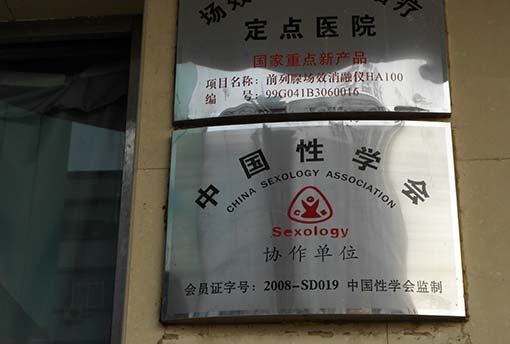 场效
疗
定点医院
国家重点新产品
项目名称：前列腺场效消融仪HA100
编 号：99G041B3060016
中国性学会
CHINA SEXOLOGY ASSOCIATION
Sexology
协作单位
会员证字号：2008-SD019 中国性学会监制